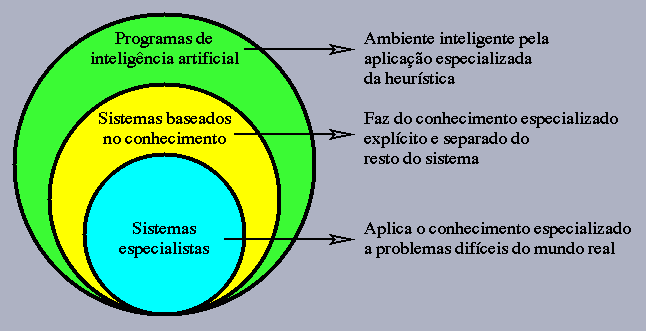 Programas de
inteligência artificial
Ambiente inteligente pela
aplicação especializada
da heurística
Sistemas baseados
no conhecimento
Faz do conhecimento especializado
explícito e separado do
resto do sistema
Sistemas
especialistas
Aplica o conhecimento especializado
a problemas difíceis do mundo real